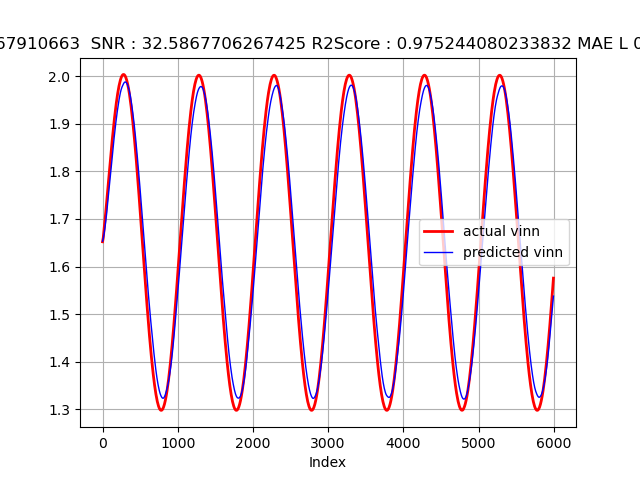 67910663  SNR : 32.5867706267425 R2Score : 0.975244080233832 MAE L 0
2.0
1.9
1.8
1.7
1.6
1.5
1.4
1.3
actual vinn
predicted vinn
0 1000 2000 3000 4000 5000 6000
Index